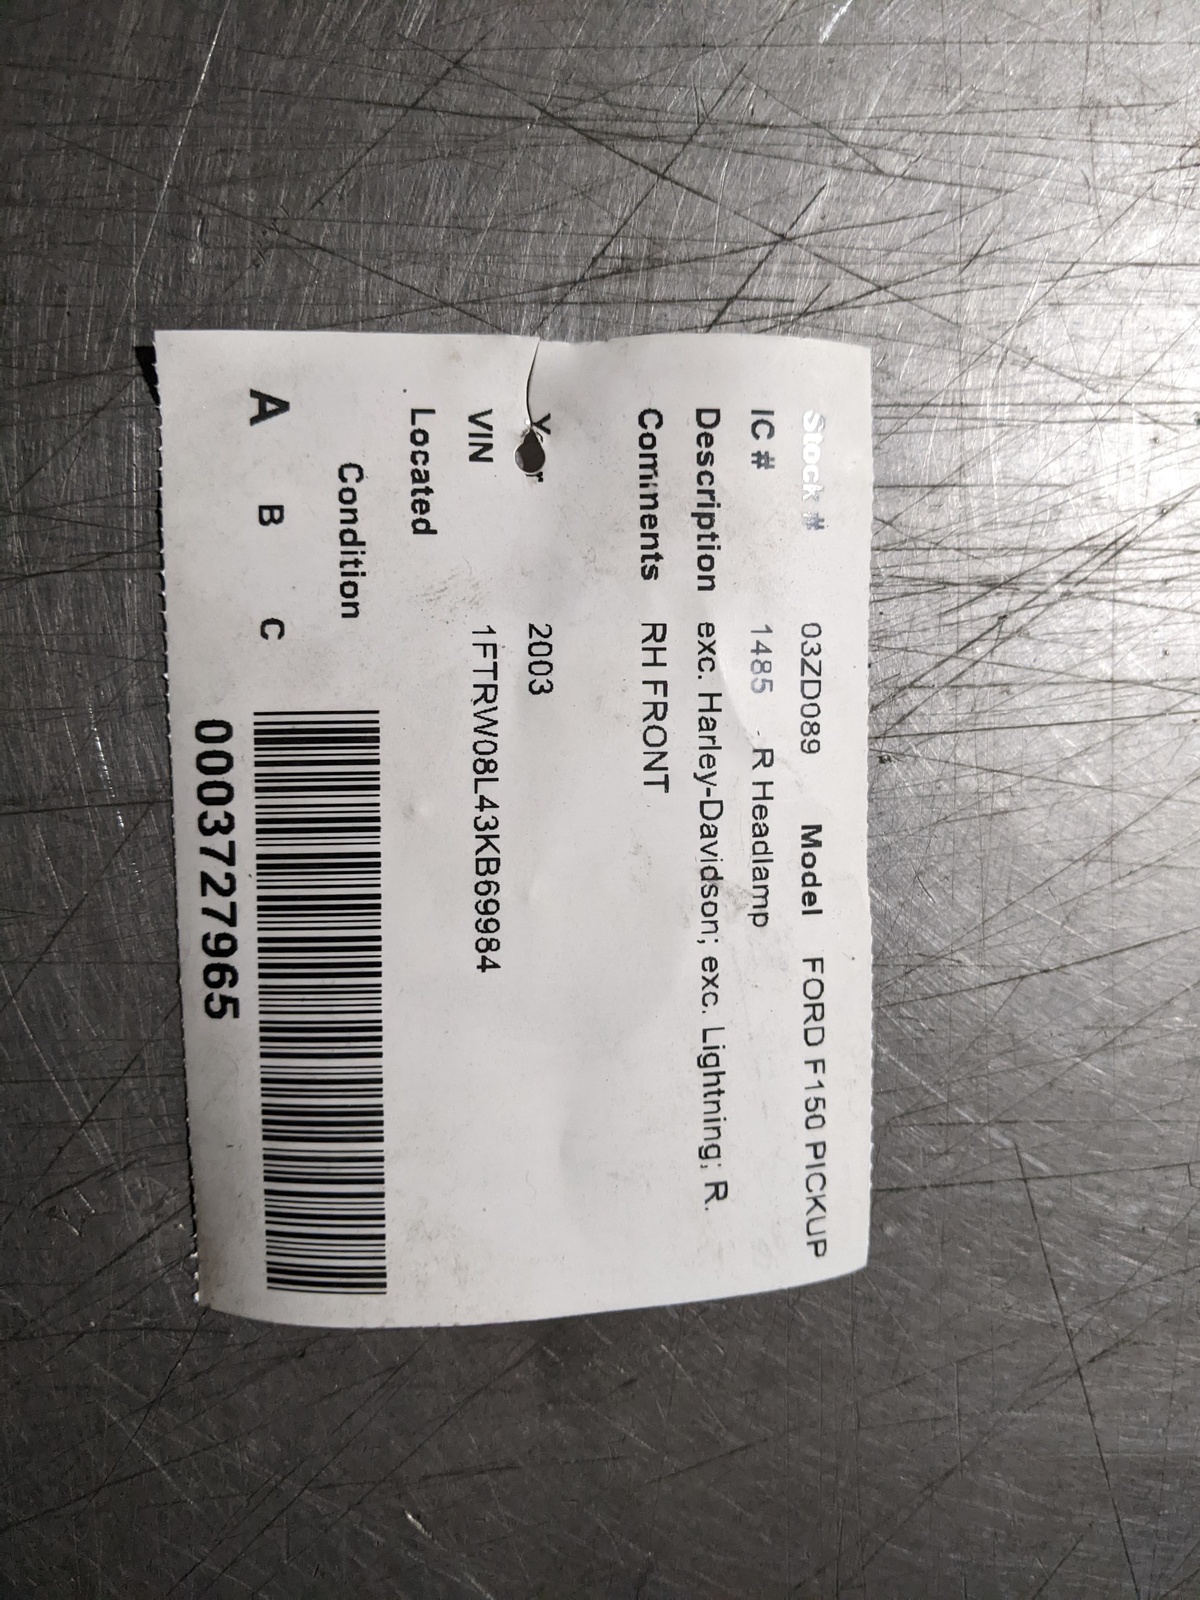 Stock # 03ZD089 Model FORD F150 PICKUP
IC # 1485 - R Headlamp
Description exc. Harley-Davidson; exc. Lightning; R.
Comments RH FRONT
Year 2003
VIN 1FTRW08L43KB69984
Located
Condition
A B C
0003727965